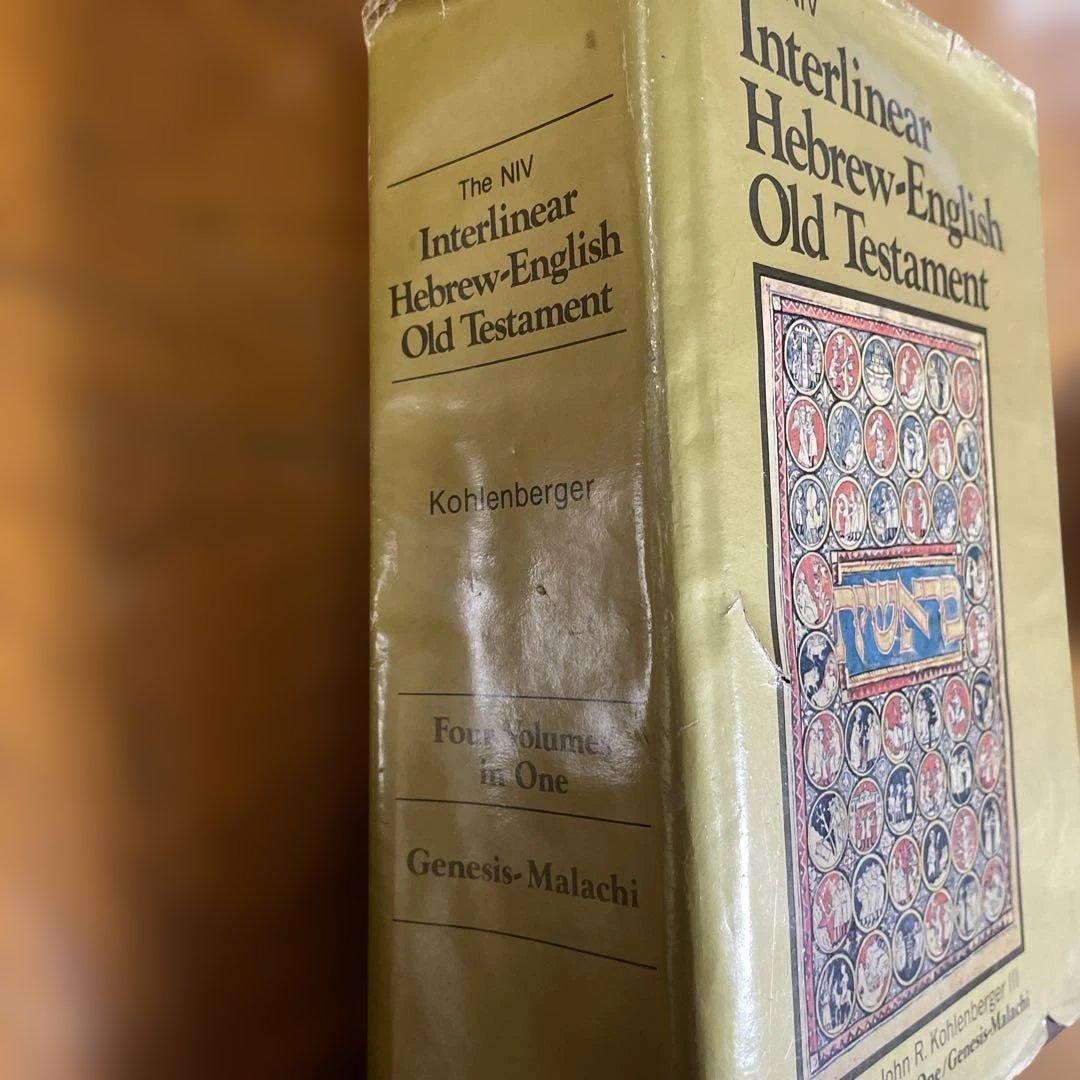 The NIV
Interlinear
Hebrew-English
Old Testament
Kohlenberger
Four Volumes
in One
Genesis-Malachi
NIV
Interlinear
Hebrew-English
Old Testament
בראשית
John R. Kohlenberger III
One/Genesis-Malachi